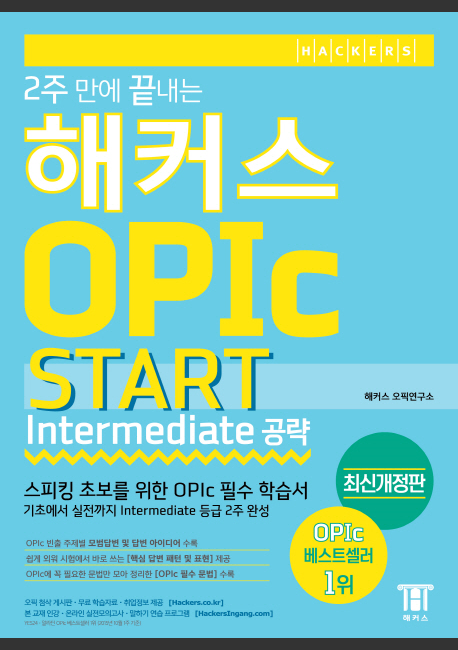 HACKERS
2주 만에 끝내는
해커스
OPIc
START
해커스 오픽연구소
Intermediate 공략
최신개정판
스피킹 초보를 위한 OPIc 필수 학습서
기초에서 실전까지 Intermediate 등급 2주 완성
OPIc
베스트셀러
1위
OPIc 빈출 주제별 모범답변 및 답변 아이디어 수록
쉽게 외워 시험에서 바로 쓰는 [핵심 답변 패턴 및 표현] 제공
OPIc에 꼭 필요한 문법만 모아 정리한 [OPIc 필수 문법] 수록
오픽 첨삭 게시판 · 무료 학습자료 · 취업정보 제공 [Hackers.co.kr]
본 교재 인강 · 온라인 실전모의고사 · 말하기 연습 프로그램 [HackersIngang.com]
해커스